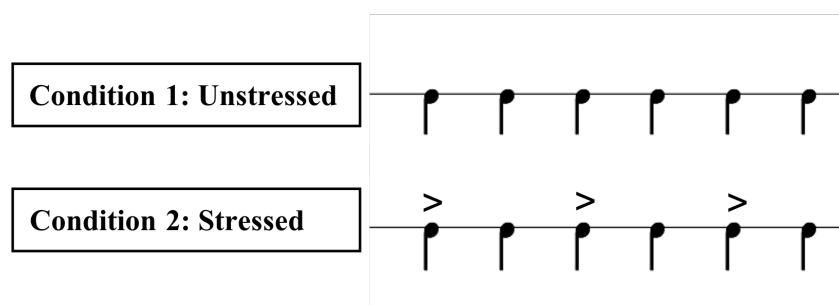 Condition 1: Unstressed
> > >
Condition 2: Stressed